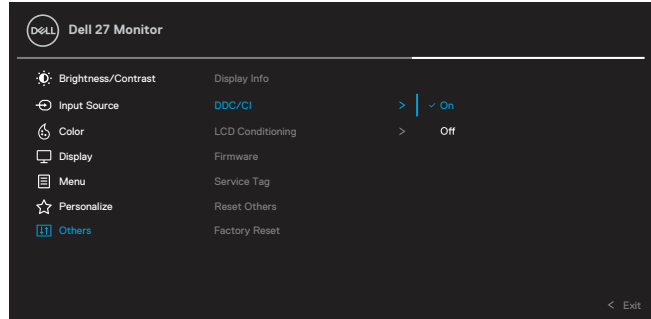 DELL Dell 27 Monitor
Brightness/Contrast Display Info
Input Source DDC/CI > ✓ On
Color LCD Conditioning > Off
Display Firmware
Menu Service Tag
Personalize Reset Others
Others Factory Reset
< Exit